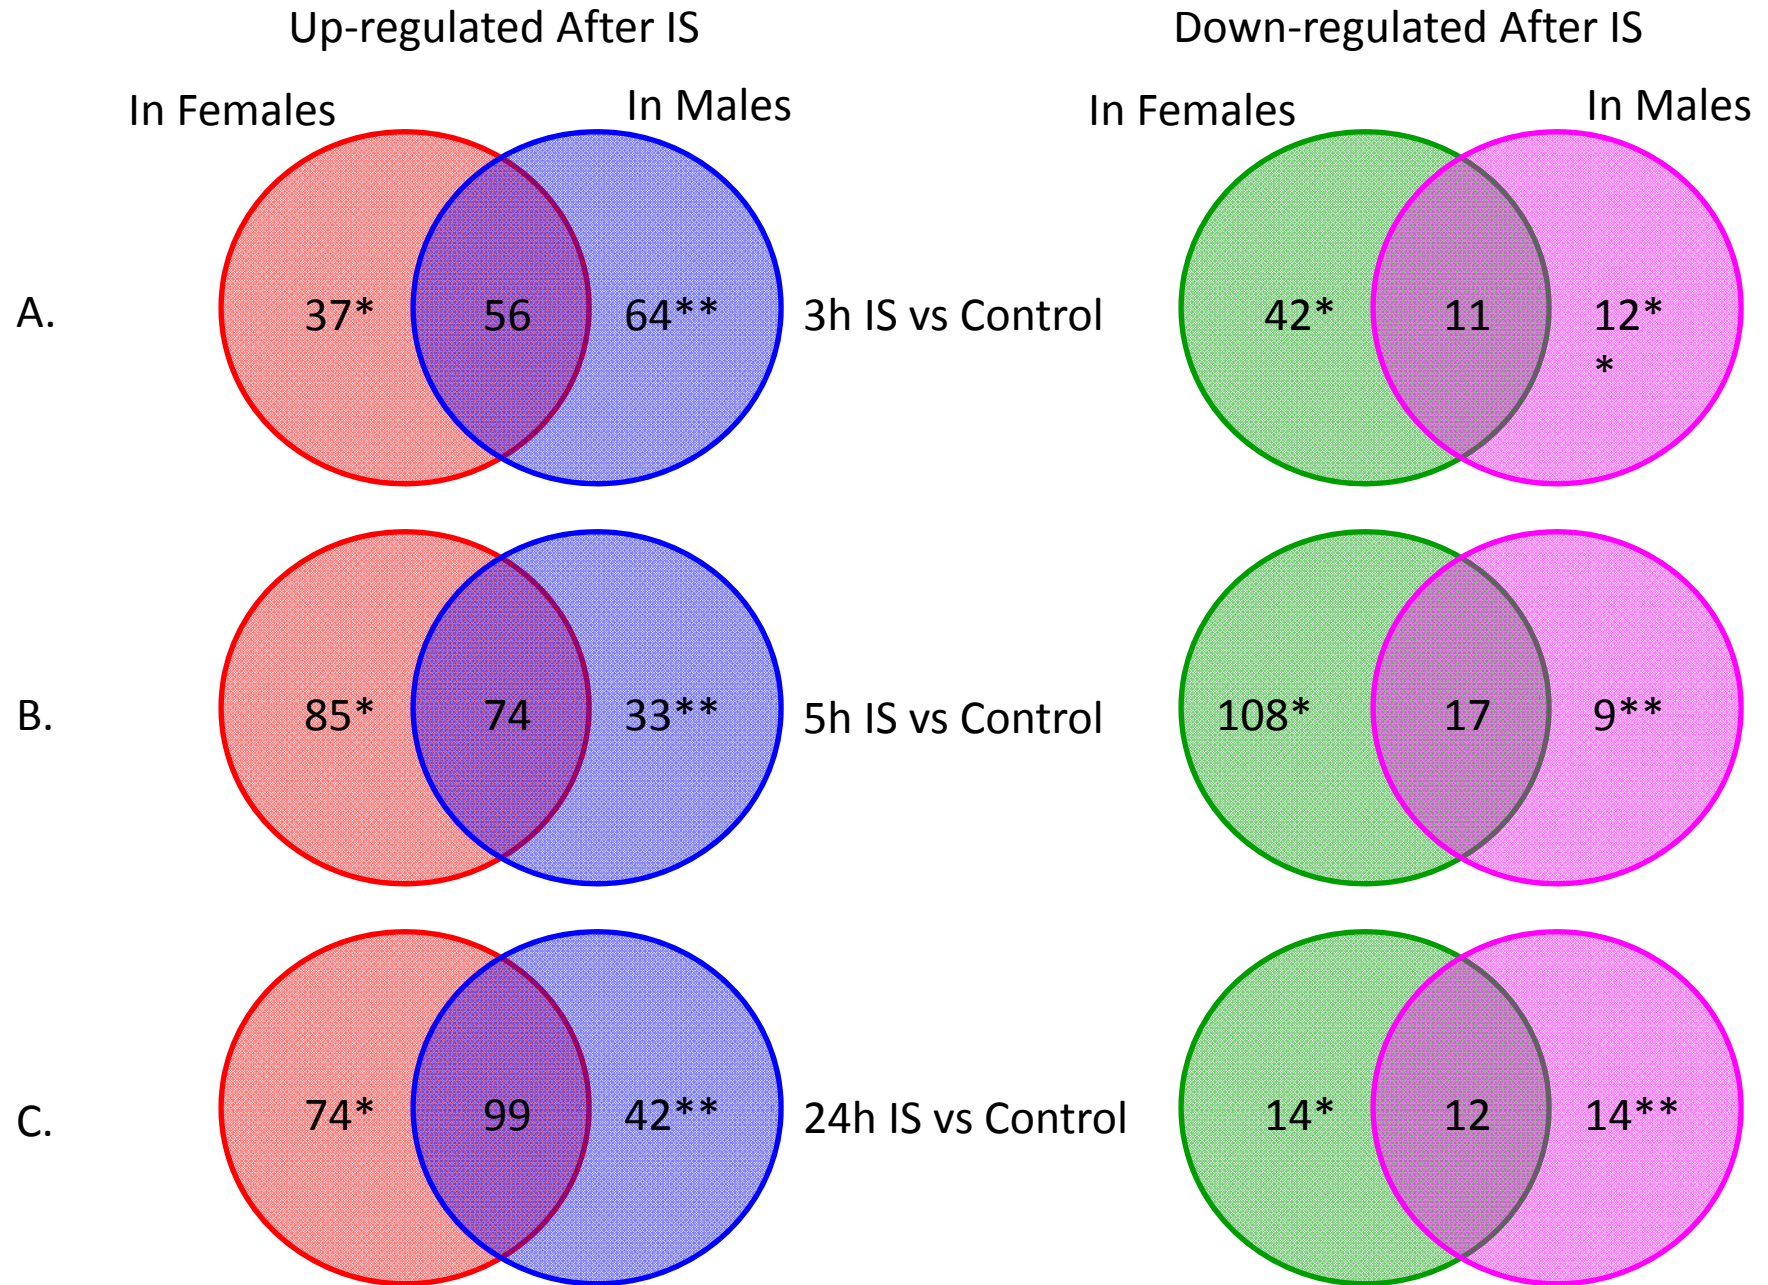 Up-regulated After IS
Down-regulated After IS
In Females
In Males
In Females
In Males
A.
37*
56
64**
3h IS vs Control
42*
11
12*
*
B.
85*
74
33**
5h IS vs Control
108*
17
9**
C.
74*
99
42**
24h IS vs Control
14*
12
14**